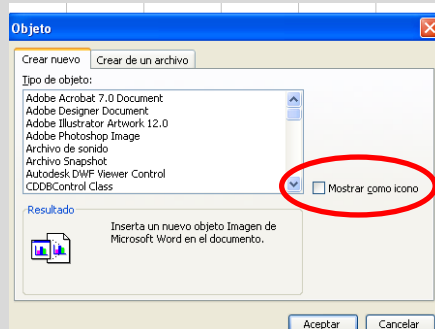 Objeto
Crear nuevo
Crear de un archivo
Tipo de objeto:
Adobe Acrobat 7.0 Document
Adobe Designer Document
Adobe Illustrator Artwork 12.0
Adobe Photoshop Image
Archivo de sonido
Archivo Snapshot
Autodesk DWF Viewer Control
CDDBControl Class
Mostrar como icono
Resultado
Inserta un nuevo objeto Imagen de
Microsoft Word en el documento.
Aceptar
Cancelar